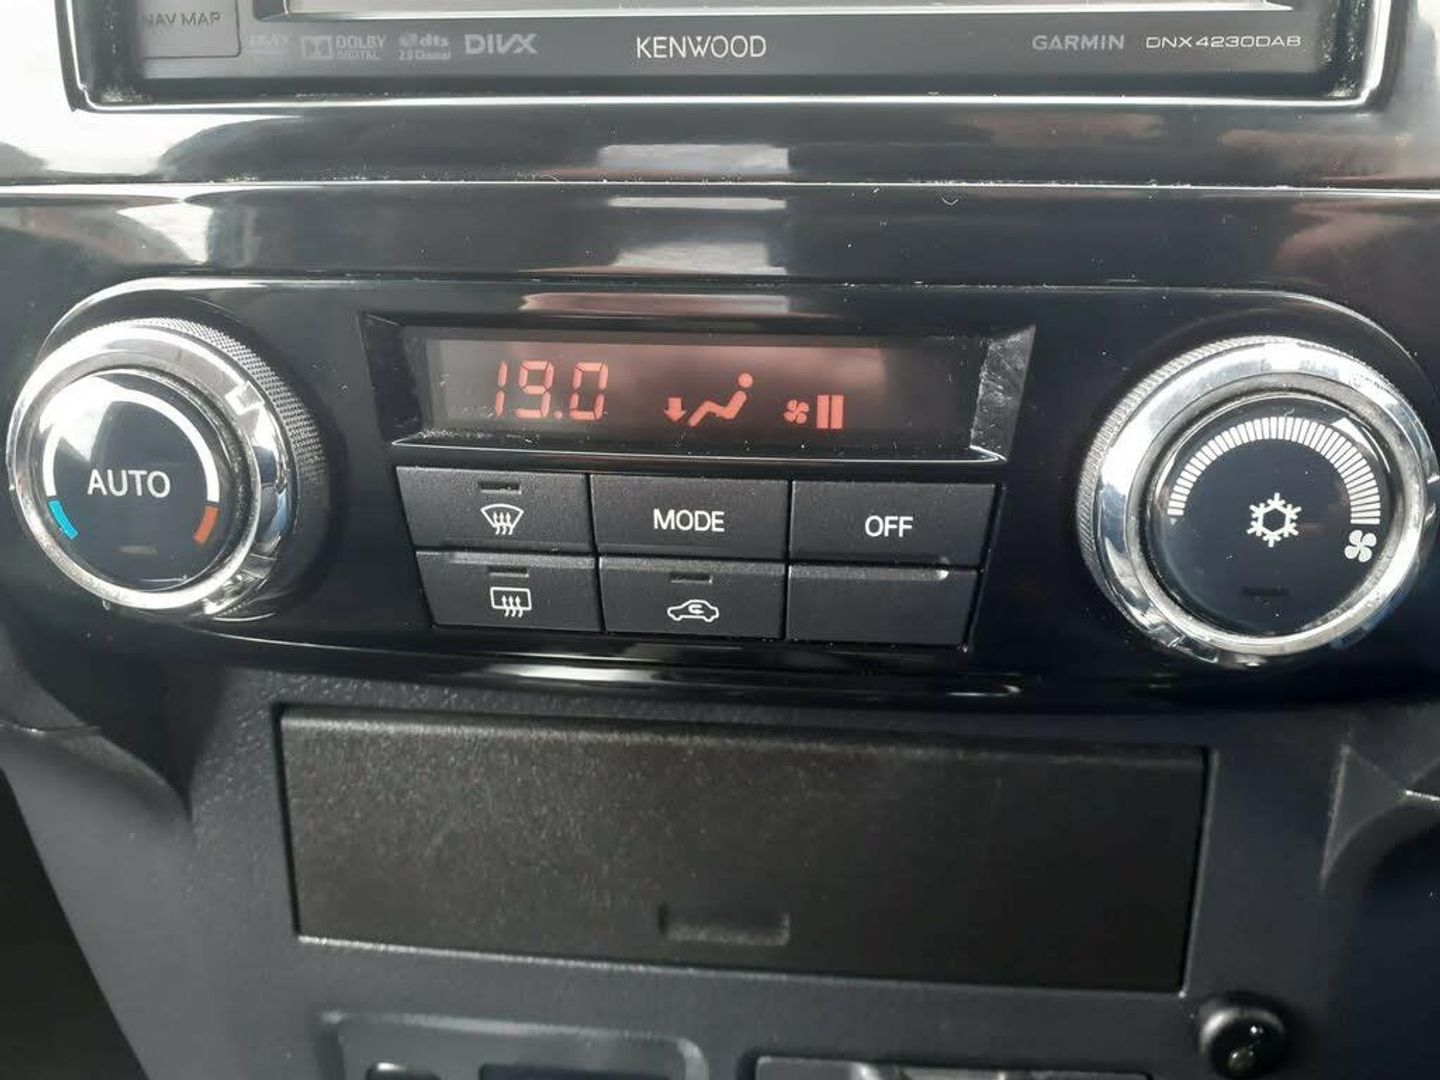 NAV MAP
DOLBY
DIGITAL
dts
2.0 Channel
DIVX
KENWOOD
GARMIN
DNX4230DAB
19.0
AUTO
MODE
OFF